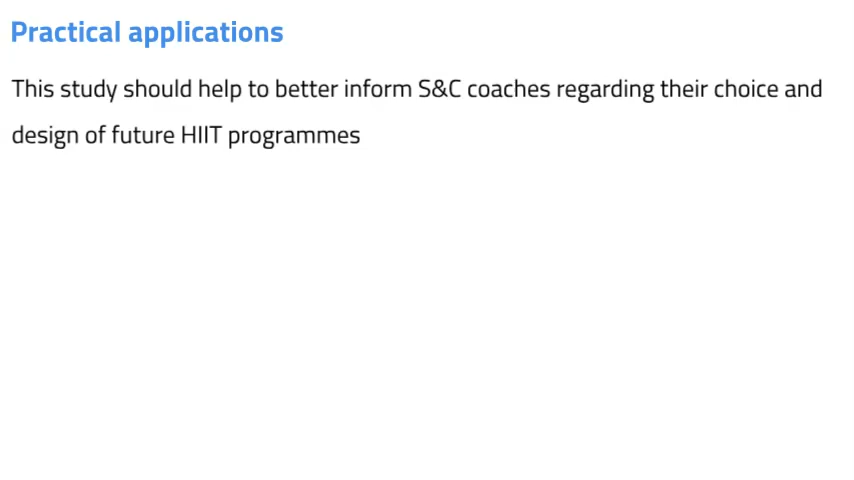 Practical applications
This study should help to better inform S&C coaches regarding their choice and
design of future HIIT programmes